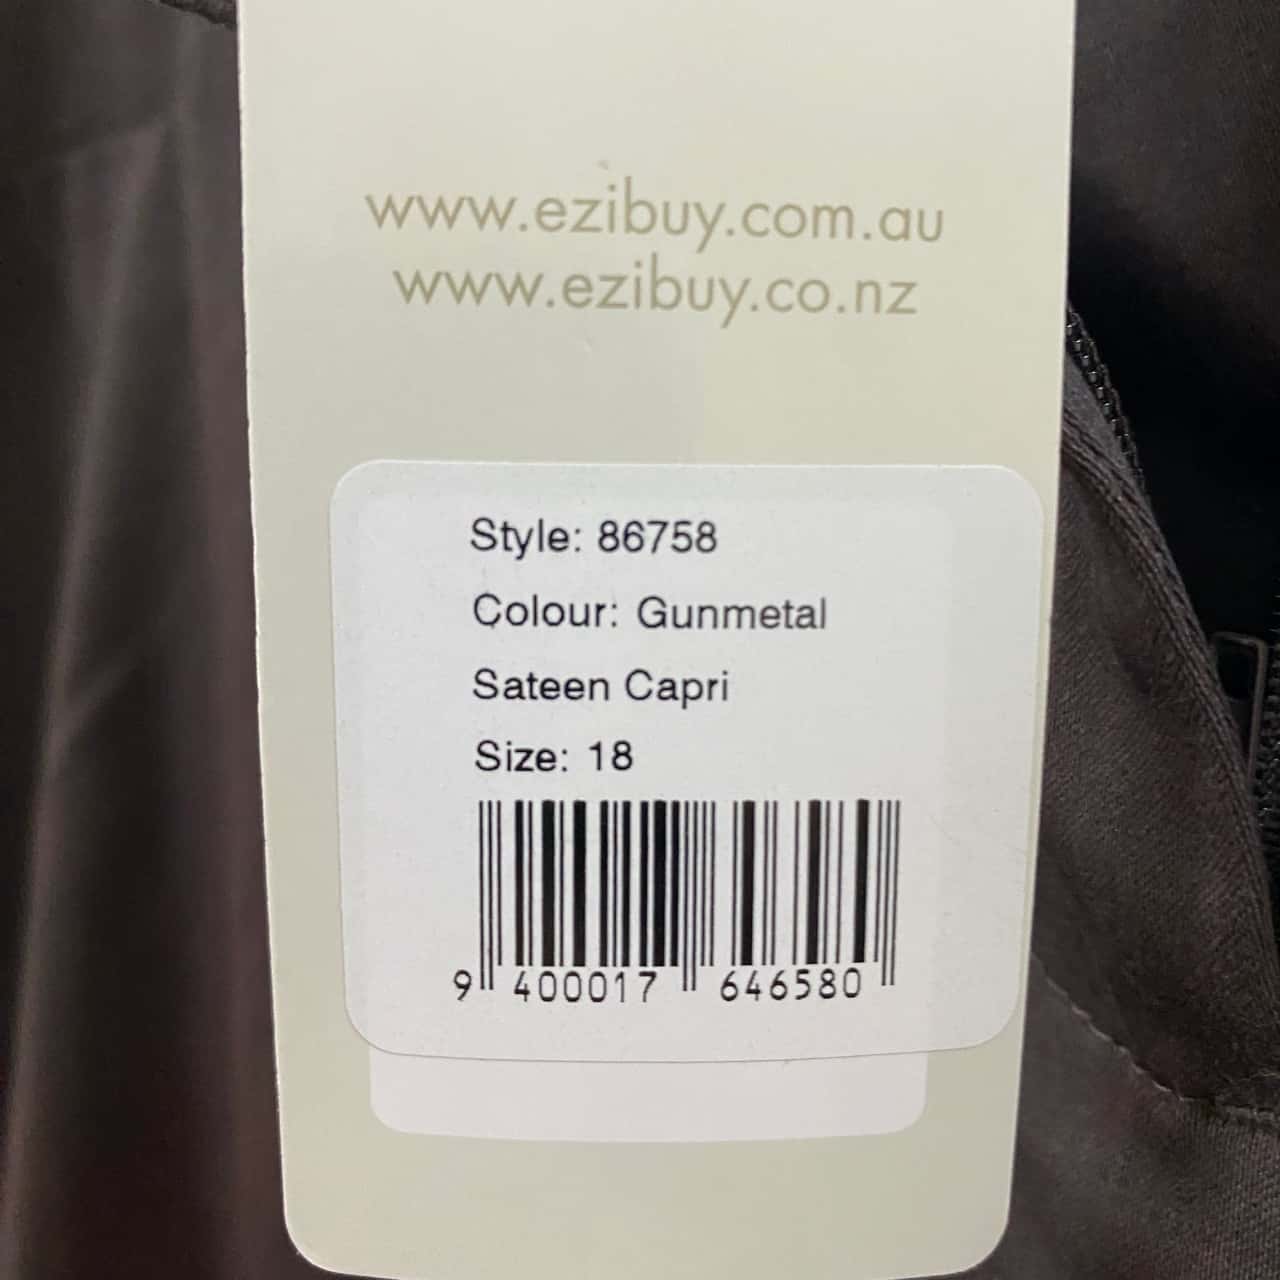 www.ezibuy.com.au
www.ezibuy.co.nz
Style: 86758
Colour: Gunmetal
Sateen Capri
Size: 18
9 400017 646580